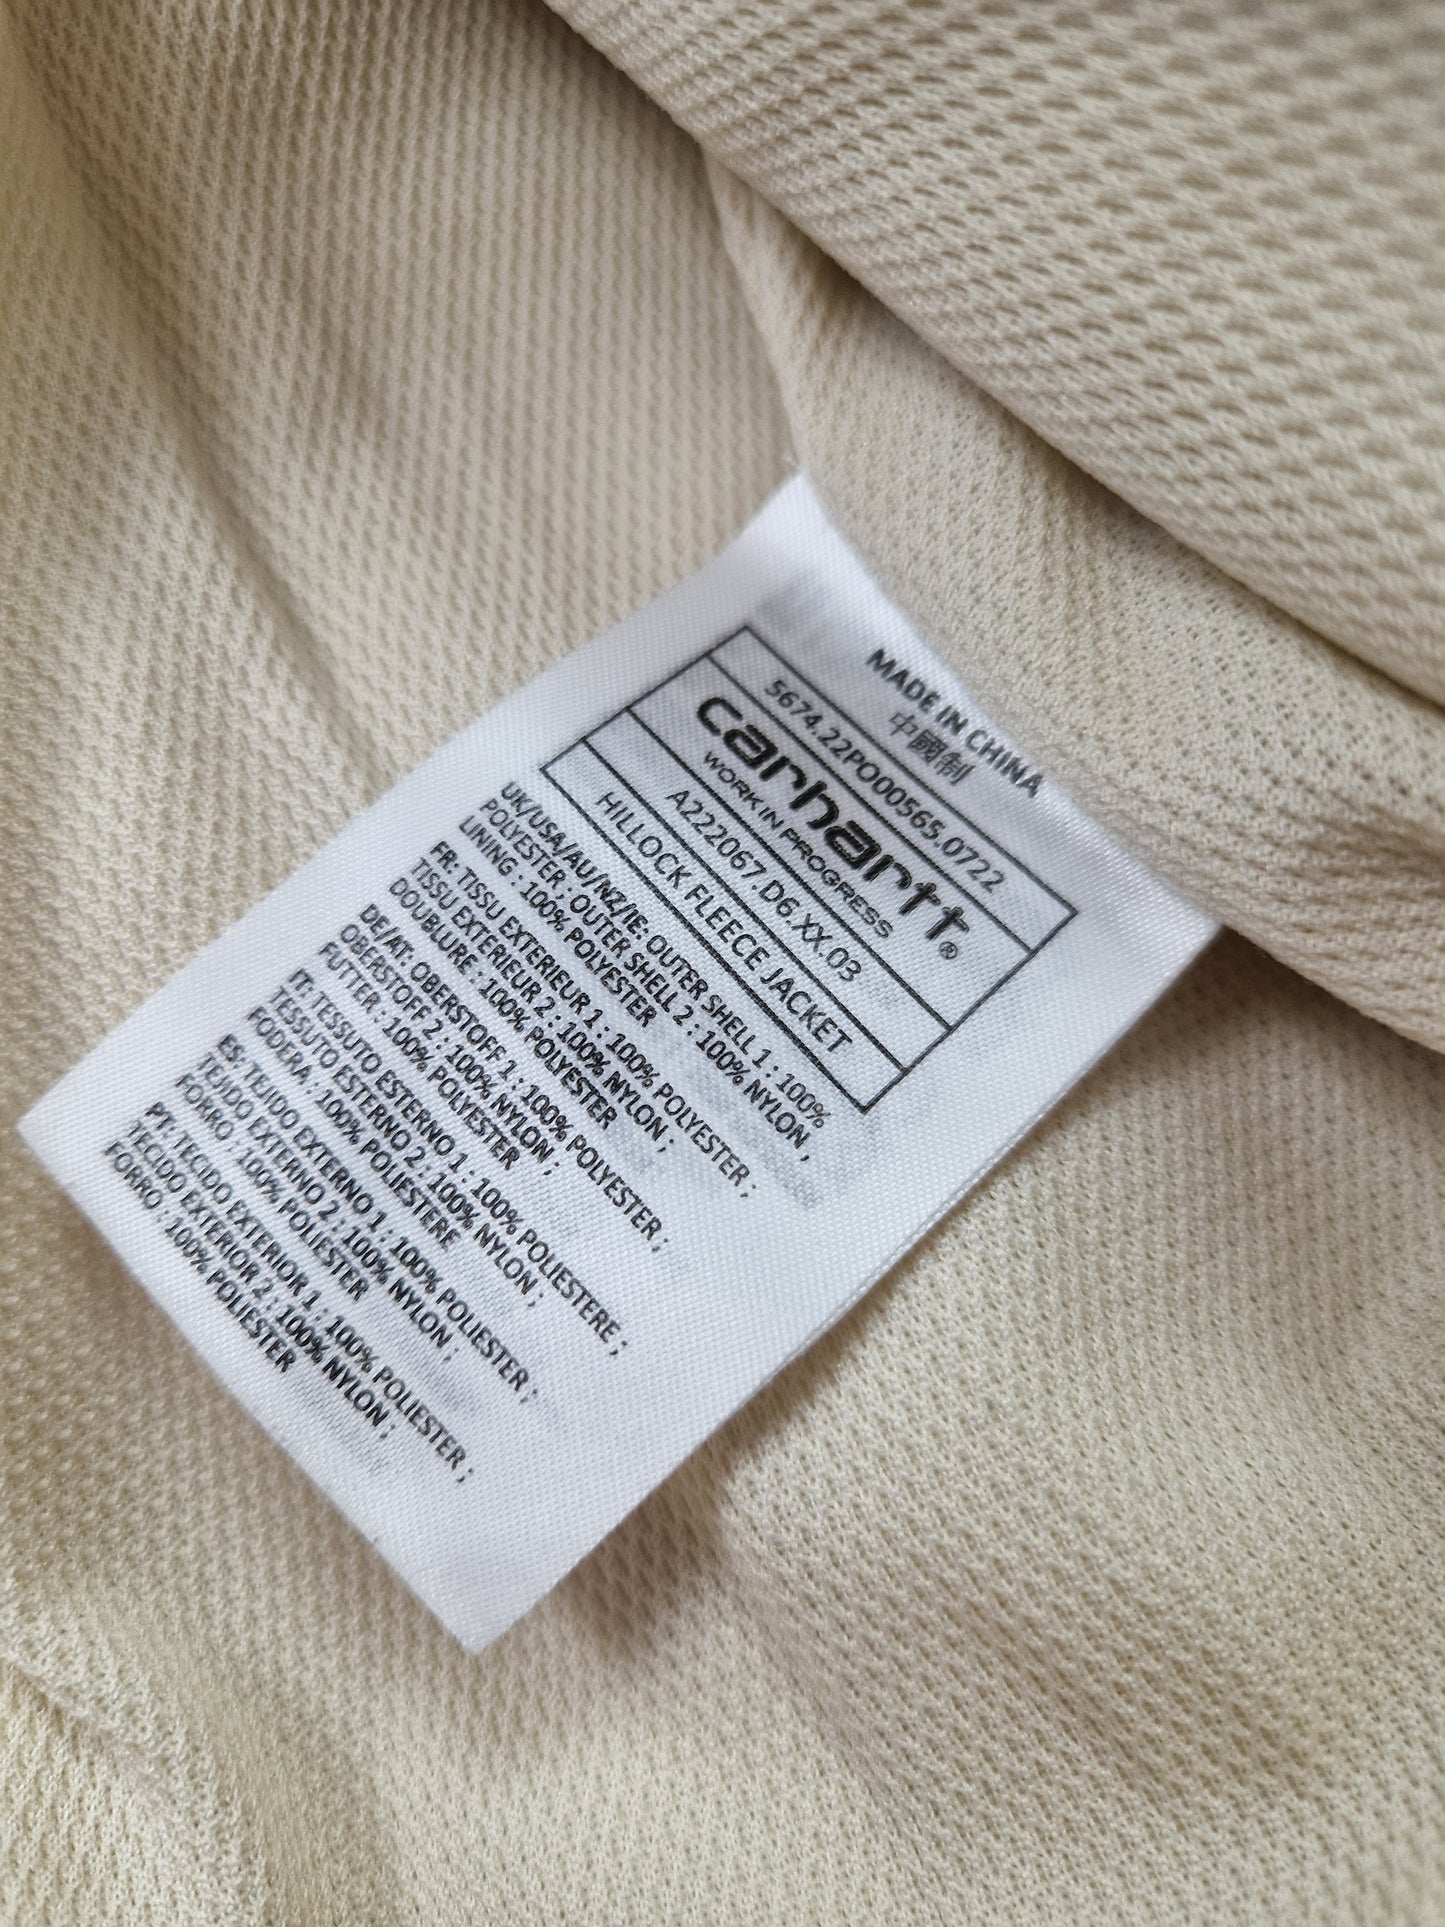 MADE IN CHINA
中國制
5674.22PO00565.0722
carhartt®
WORK IN PROGRESS
A222067.D6.XX.03
HILLOCK FLEECE JACKET
UK/USA/AU/NZ/IE: OUTER SHELL 1 : 100%
POLYESTER ; OUTER SHELL 2 : 100% NYLON ,
LINING : 100% POLYESTER
FR: TISSU EXTERIEUR 1 : 100% POLYESTER ;
TISSU EXTERIEUR 2 : 100% NYLON ;
DOUBLURE : 100% POLYESTER
DE/AT: OBERSTOFF 1 : 100% POLYESTER ;
OBERSTOFF 2 : 100% NYLON ;
FUTTER : 100% POLYESTER
IT: TESSUTO ESTERNO 1 : 100% POLIESTERE ;
TESSUTO ESTERNO 2 : 100% NYLON ;
FODERA : 100% POLIESTERE
ES: TEJIDO EXTERNO 1 : 100% POLIESTER ;
TEJIDO EXTERNO 2 : 100% NYLON ;
FORRO : 100% POLIESTER
PT: TECIDO EXTERIOR 1 : 100% POLIESTER ;
TECIDO EXTERIOR 2 : 100% NYLON ;
FORRO : 100% POLIESTER